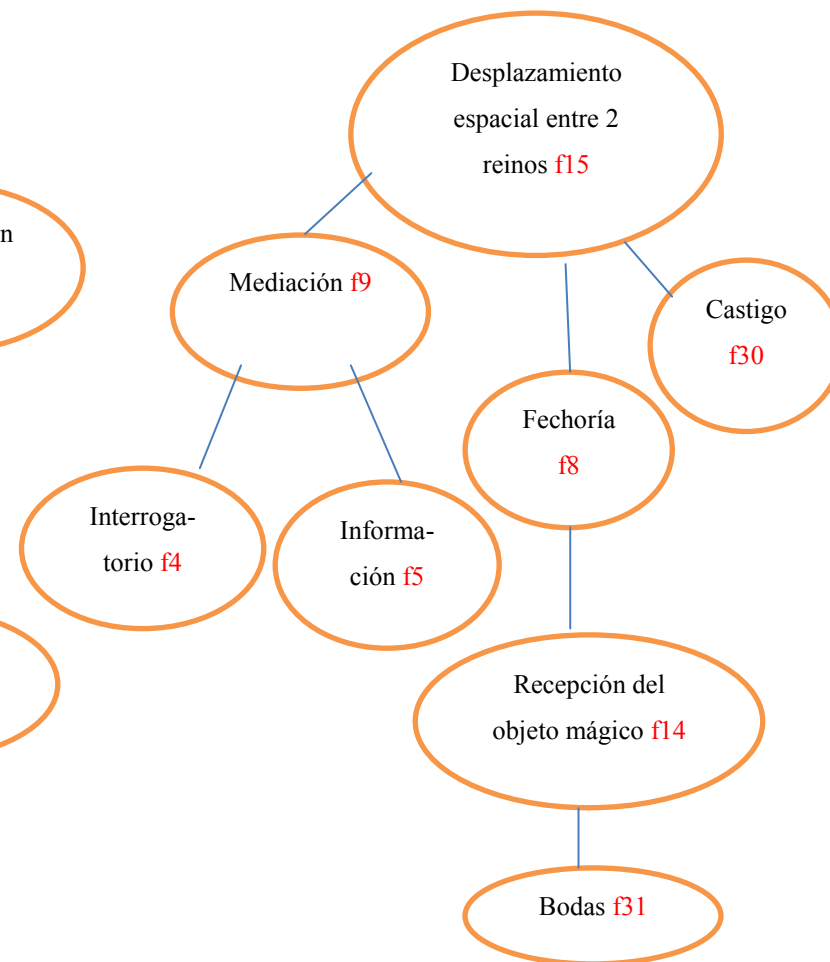 Desplazamiento
espacial entre 2
reinos f15
n
Mediación f9
Castigo
f30
Fechoría
f8
Interroga-
torio f4
Informa-
ción f5
Recepción del
objeto mágico f14
Bodas f31